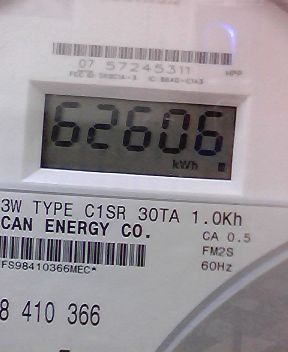 07 57245311
HPP
62606
kWh
3W TYPE C1SR 30TA 1.0Kh
CAN ENERGY CO.
CA 0.5
FM2S
60Hz
FS98410366MEC*
8 410 366